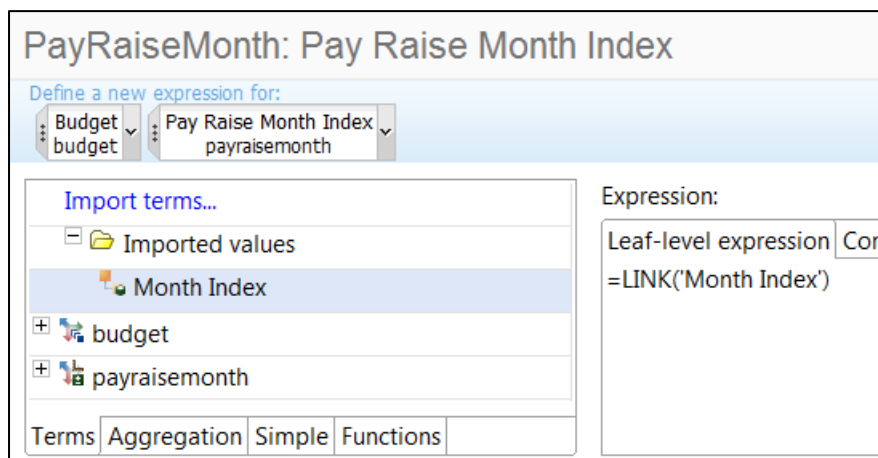 PayRaiseMonth: Pay Raise Month Index
Define a new expression for:
Budget
budget
Pay Raise Month Index
payraisemonth
Import terms...
Imported values
Month Index
budget
payraisemonth
Terms Aggregation Simple Functions
Expression:
Leaf-level expression Cor
=LINK('Month Index')